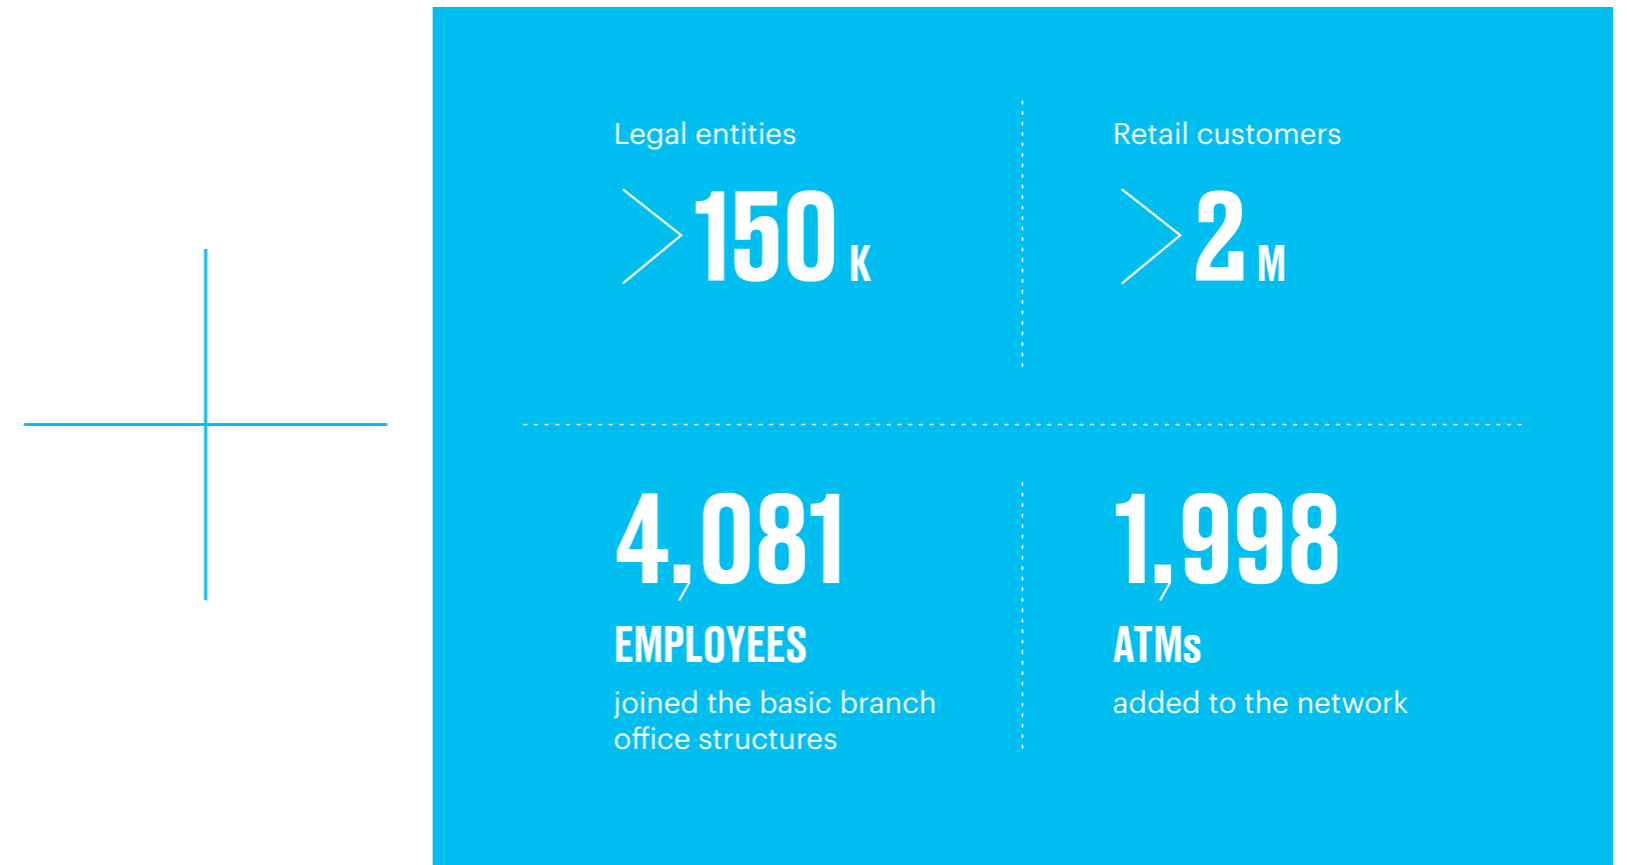 Legal entities
>150 K
Retail customers
>2 M
4,081
EMPLOYEES
joined the basic branch
office structures
1,998
ATMs
added to the network